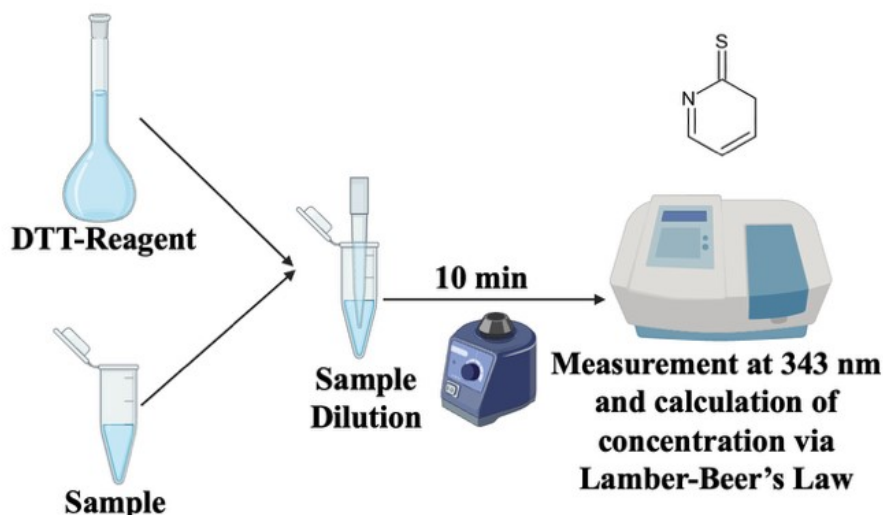 S
N
DTT-Reagent
10 min
Sample
Dilution
Sample
Measurement at 343 nm
and calculation of
concentration via
Lamber-Beer's Law